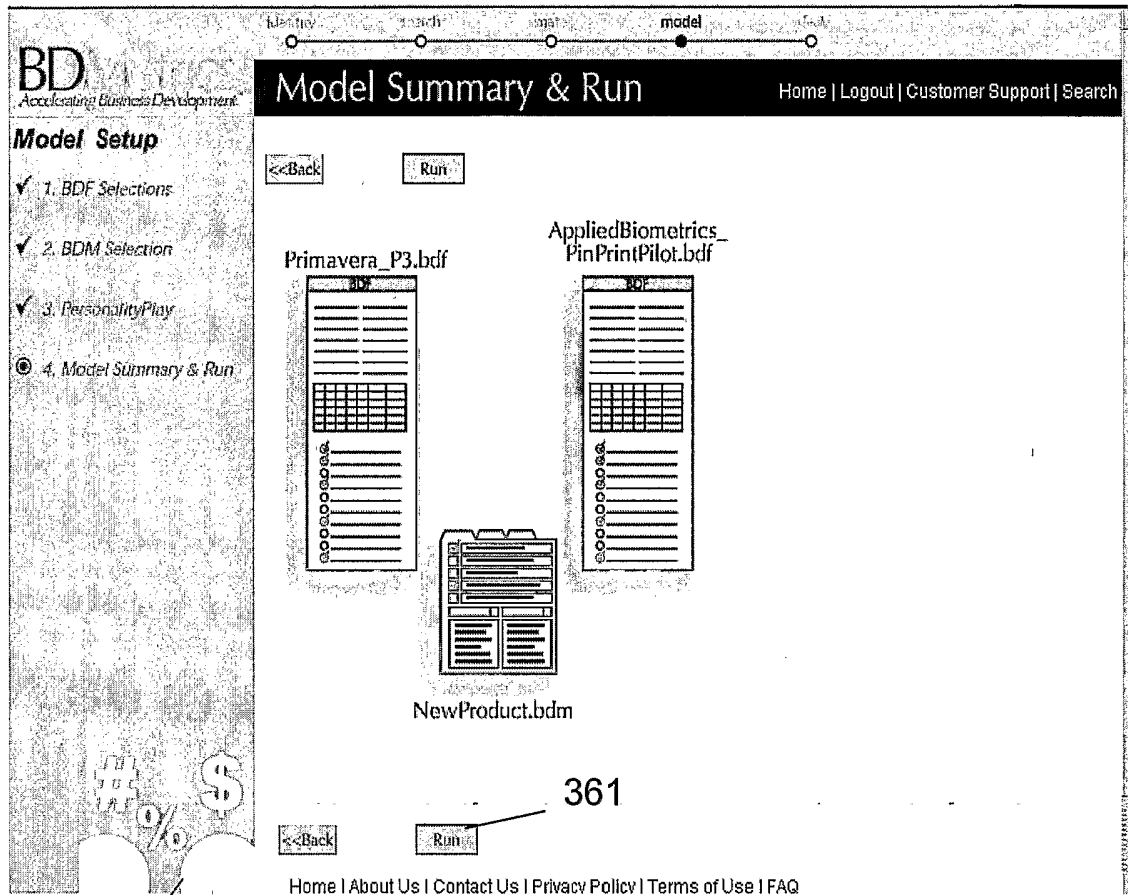 model
BD
Accelerating Business Development
Model Summary & Run
Home | Logout | Customer Support | Search
Model Setup
✓ 1. BDF Selections
✓ 2. BDM Selection
✓ 3. PersonalityPlay
4. Model Summary & Run
<<Back
Run
Primavera_P3.bdf
AppliedBiometrics_
PinPrintPilot.bdf
BDF
BDF
NewProduct.bdm
# % $
361
<<Back
Run
Home | About Us | Contact Us | Privacy Policy | Terms of Use | FAQ